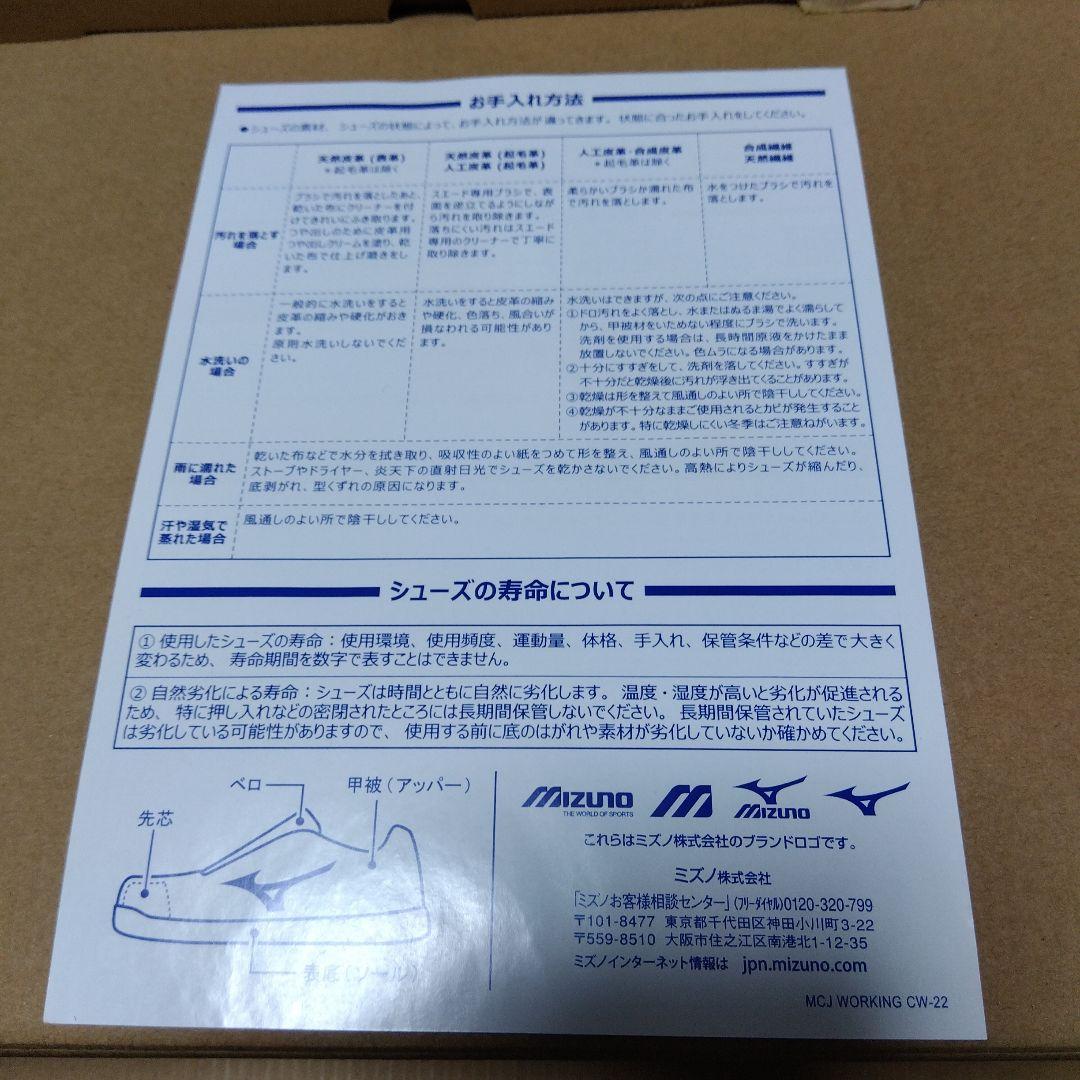 お手入れ方法
●シューズの素材、シューズの状態によって、お手入れ方法が違ってきます。状態に合ったお手入れをしてください。
天然皮革(表革)
*起毛革は除く
天然皮革(起毛革)
人工皮革(起毛革)
人工皮革・合成皮革
*起毛革は除く
合成繊維
天然繊維
汚れを落とす
場合
ブラシで汚れを落としたあと、
乾いた布にクリーナーを付
けてきれいにふき取ります。
つや出しのために皮革用
つや出しクリームを塗り、乾
いた布で仕上げ磨きをし
ます。
スエード専用ブラシで、表
面を逆立てるようにしなが
ら汚れを取り除きます。
落ちにくい汚れはスエード
専用のクリーナーで丁寧に
取り除きます。
柔らかいブラシか濡れた布
で汚れを落とします。
水をつけたブラシで汚れを
落とします。
水洗いの
場合
一般的に水洗いをすると
皮革の縮みや硬化がおき
ます。
原則水洗いしないでくだ
さい。
水洗いをすると皮革の縮み
や硬化、色落ち、風合いが
損なわれる可能性があり
ます。
水洗いはできますが、次の点にご注意ください。
①ドロ汚れをよく落とし、水またはぬるま湯でよく濡らして
から、甲被材をいためない程度にブラシで洗います。
洗剤を使用する場合は、長時間原液をかけたまま
放置しないでください。色ムラになる場合があります。
②十分にすすぎをして、洗剤を落してください。すすぎが
不十分だと乾燥後に汚れが浮き出てくることがあります。
③乾燥は形を整えて風通しのよい所で陰干ししてください。
④乾燥が不十分なままご使用されるとカビが発生すること
があります。特に乾燥しにくい冬季はご注意ねがいます。
雨に濡れた
場合
乾いた布などで水分を拭き取り、吸収性のよい紙をつめて形を整え、風通しのよい所で陰干ししてください。
ストーブやドライヤー、炎天下の直射日光でシューズを乾かさないでください。高熱によりシューズが縮んだり、
底剥がれ、型くずれの原因になります。
汗や湿気で
蒸れた場合
風通しのよい所で陰干ししてください。
シューズの寿命について
① 使用したシューズの寿命：使用環境、使用頻度、運動量、体格、手入れ、保管条件などの差で大きく
変わるため、 寿命期間を数字で表すことはできません。
② 自然劣化による寿命：シューズは時間とともに自然に劣化します。 温度・湿度が高いと劣化が促進される
ため、 特に押し入れなどの密閉されたところには長期間保管しないでください。 長期間保管されていたシューズ
は劣化している可能性がありますので、 使用する前に底のはがれや素材が劣化していないか確かめてください。
ベロ
甲被(アッパー)
先芯
表底(ソール)
MIZUNO
THE WORLD OF SPORTS
MIZUNO
これらはミズノ株式会社のブランドロゴです。
ミズノ株式会社
「ミズノお客様相談センター」(フリーダイヤル)0120-320-799
〒101-8477 東京都千代田区神田小川町3-22
〒559-8510 大阪市住之江区南港北1-12-35
ミズノインターネット情報は jpn.mizuno.com
MCJ WORKING CW-22